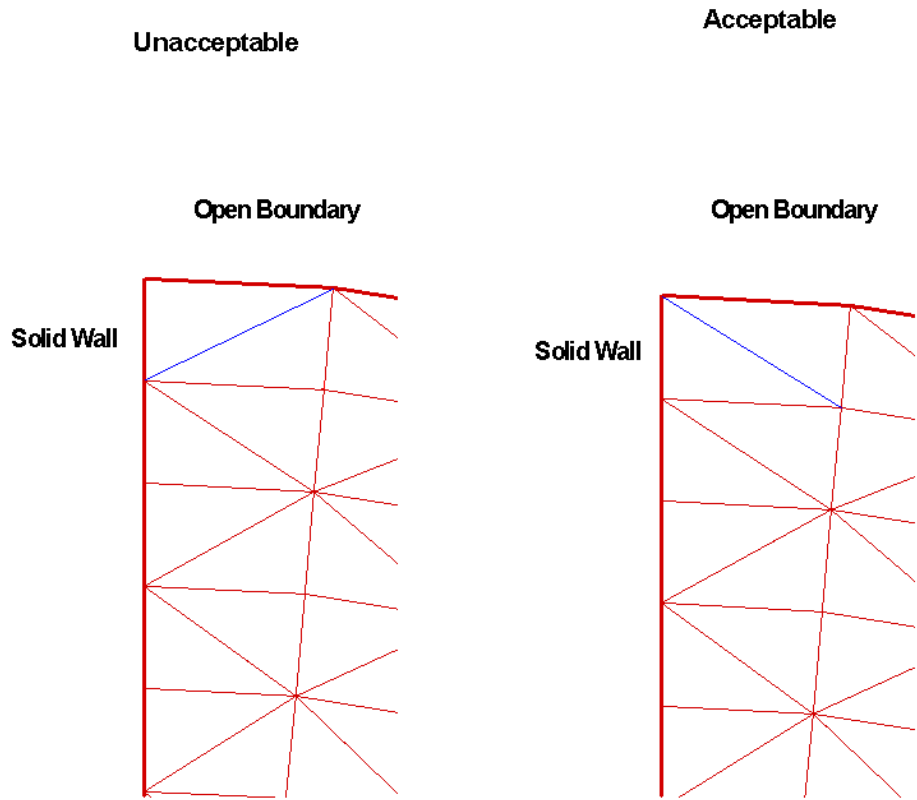 Unacceptable
Acceptable
Open Boundary
Open Boundary
Solid Wall
Solid Wall